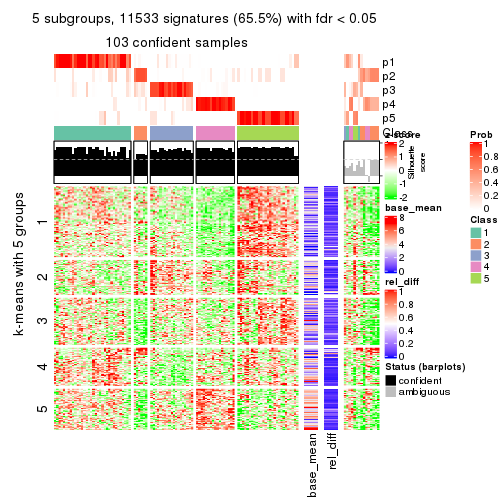 5 subgroups, 11533 signatures (65.5%) with fdr < 0.05
103 confident samples
p1
p2
p3
p4
p5
Class
Silhouette
score
k-means with 5 groups
1
2
3
4
5
base_mean
rel_diff
z-score
2
1
0
-1
-2
base_mean
8
6
4
2
0
rel_diff
1
0.8
0.6
0.4
0.2
0
Status (barplots)
confident
ambiguous
Prob
1
0.8
0.6
0.4
0.2
0
Class
1
2
3
4
5